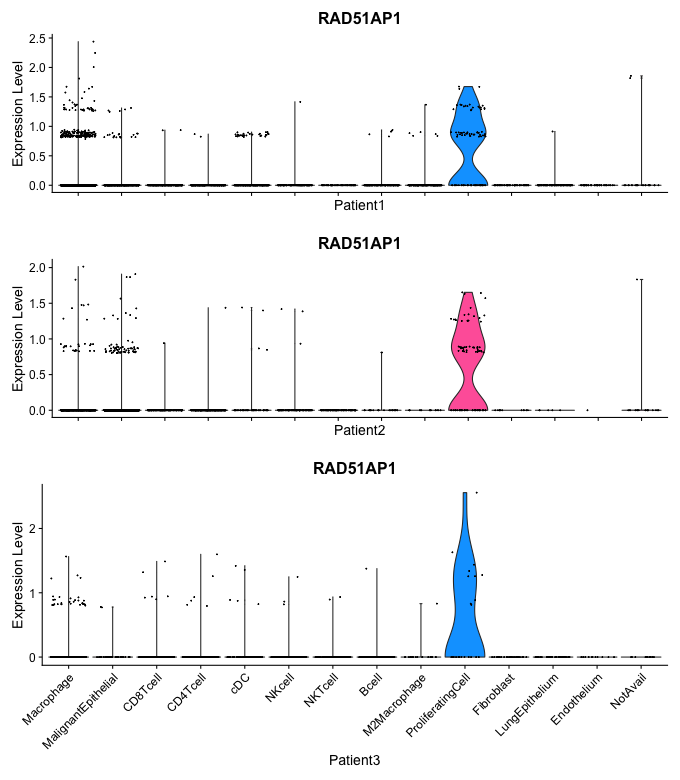 RAD51AP1
Expression Level
2.5
2.0
1.5
1.0
0.5
0.0
Patient1
RAD51AP1
Expression Level
2.0
1.5
1.0
0.5
0.0
Patient2
RAD51AP1
Expression Level
2
1
0
Macrophage
MalignantEpithelial
CD8Tcell
CD4Tcell
cDC
NKcell
NKTcell
Bcell
M2Macrophage
ProliferatingCell
Fibroblast
LungEpithelium
Endothelium
NotAvail
Patient3